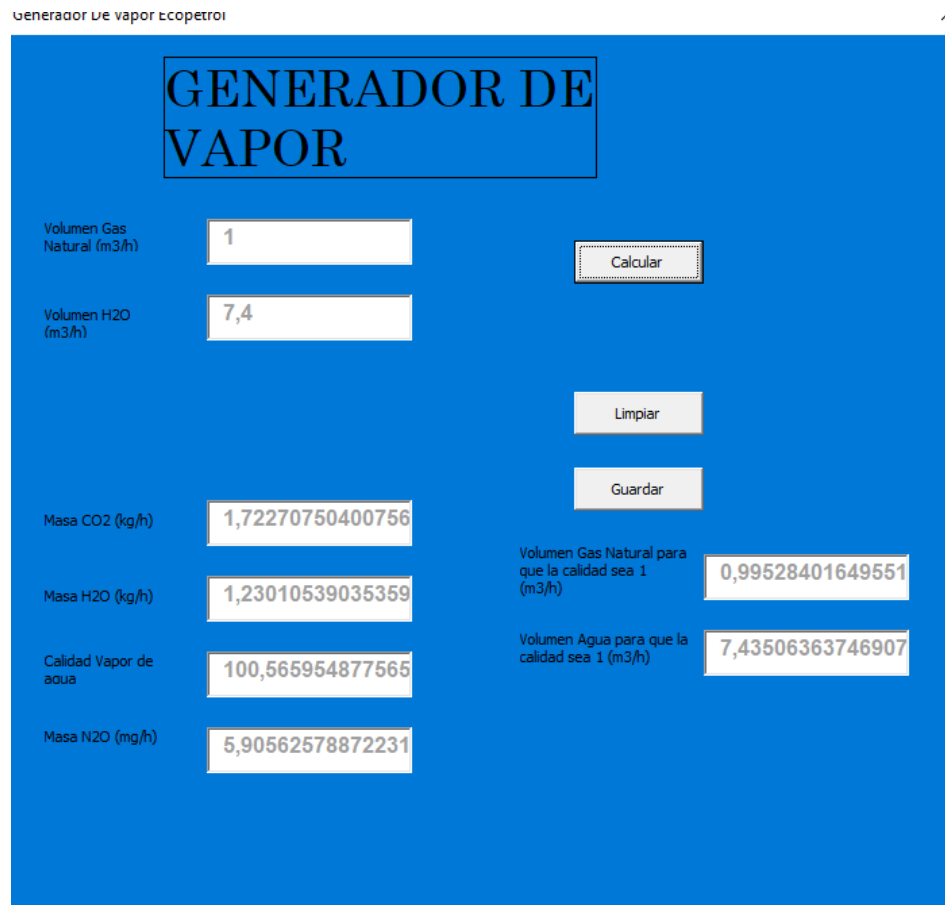 Generador De Vapor Ecopetrol
GENERADOR DE
VAPOR
Volumen Gas
Natural (m3/h)
1
Calcular
Volumen H2O
(m3/h)
7,4
Limpiar
Guardar
Masa CO2 (kg/h)
1,72270750400756
Volumen Gas Natural para
que la calidad sea 1
(m3/h)
0,99528401649551
Masa H2O (kg/h)
1,23010539035359
Volumen Agua para que la
calidad sea 1 (m3/h)
7,43506363746907
Calidad Vapor de
agua
100,565954877565
Masa N2O (mg/h)
5,90562578872231